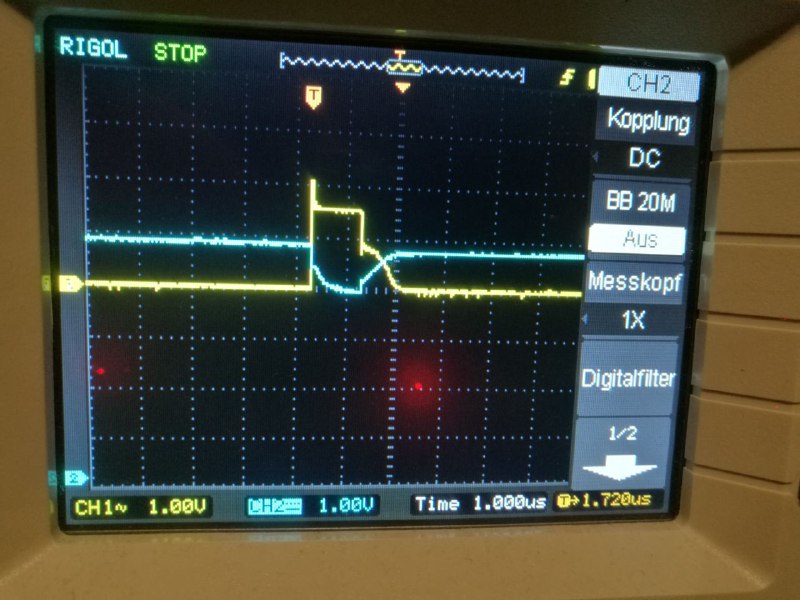 RIGOL STOP
T
CH2
T
Kopplung
DC
BB 20M
Aus
Messkopf
1X
Digitalfilter
1/2
2
CH1~ 1.00V CH2 1.00V Time 1.000us T→1.720us